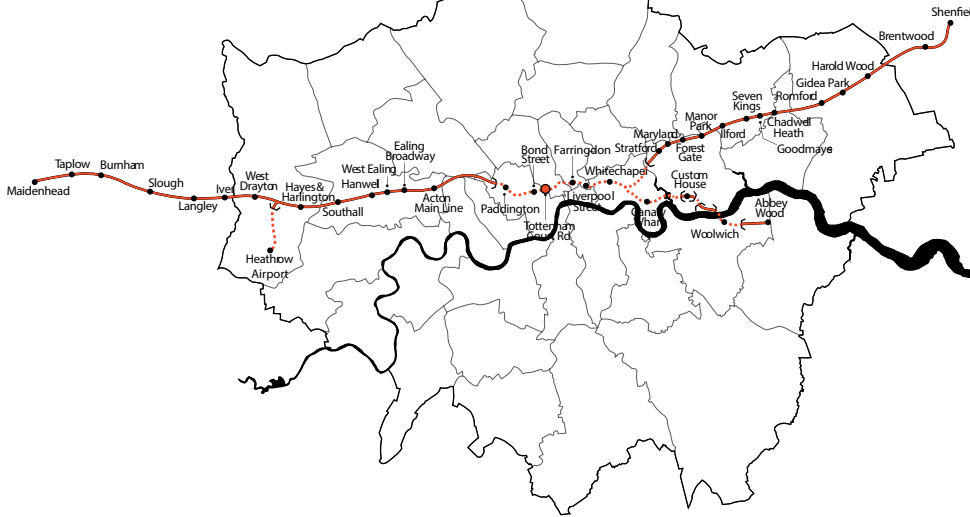 Shenfie
Brentwood
Harold Wood
Gidea Park
Romford
Seven
Kings
Chadwell
Heath
Goodmayes
Manor
Park
Ilford
Maryland
Forest
Gate
Stratford
Whitechapel
Farringdon
Bond
Street
Liverpool
Street
Tottenham
Court Rd
Paddington
Canary
Wharf
Custom
House
Woolwich
Abbey
Wood
Ealing
Broadway
West Ealing
Hanwell
Acton
Main Line
Southall
Hayes &
Harlington
West
Drayton
Iver
Langley
Slough
Burnham
Taplow
Maidenhead
Heathrow
Airport